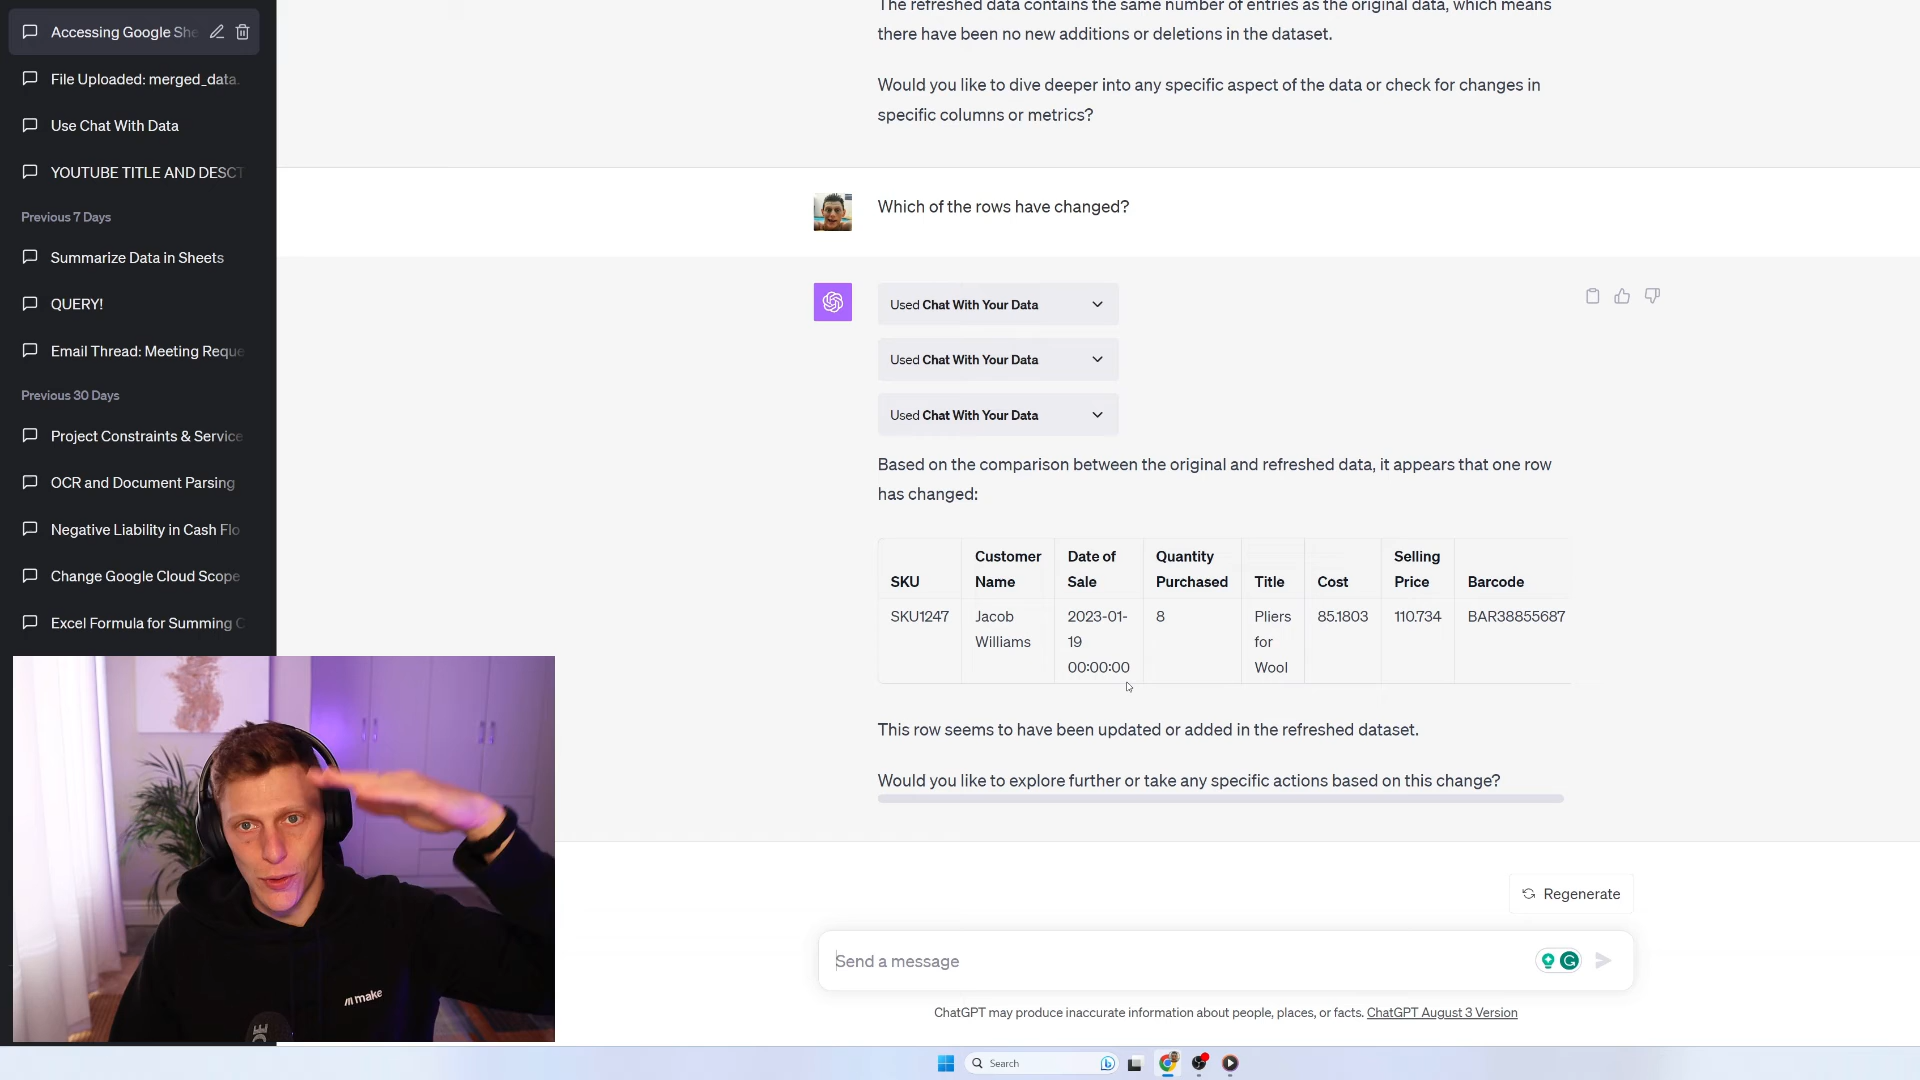 Accessing Google She
File Uploaded: merged_data.
Use Chat With Data
YOUTUBE TITLE AND DESCT
Previous 7 Days
Summarize Data in Sheets
QUERY!
Email Thread: Meeting Reque
Previous 30 Days
Project Constraints & Service
OCR and Document Parsing
Negative Liability in Cash Flo
Change Google Cloud Scope
Excel Formula for Summing C
The refreshed data contains the same number of entries as the original data, which means
there have been no new additions or deletions in the dataset.
Would you like to dive deeper into any specific aspect of the data or check for changes in
specific columns or metrics?
Which of the rows have changed?
Used Chat With Your Data
Used Chat With Your Data
Used Chat With Your Data
Based on the comparison between the original and refreshed data, it appears that one row
has changed:
SKU Customer Name Date of Sale Quantity Purchased Title Cost Selling Price Barcode
SKU1247 Jacob Williams 2023-01-19 00:00:00 8 Pliers for Wool 85.1803 110.734 BAR38855687
This row seems to have been updated or added in the refreshed dataset.
Would you like to explore further or take any specific actions based on this change?
Regenerate
Send a message
ChatGPT may produce inaccurate information about people, places, or facts. ChatGPT August 3 Version
make
Search